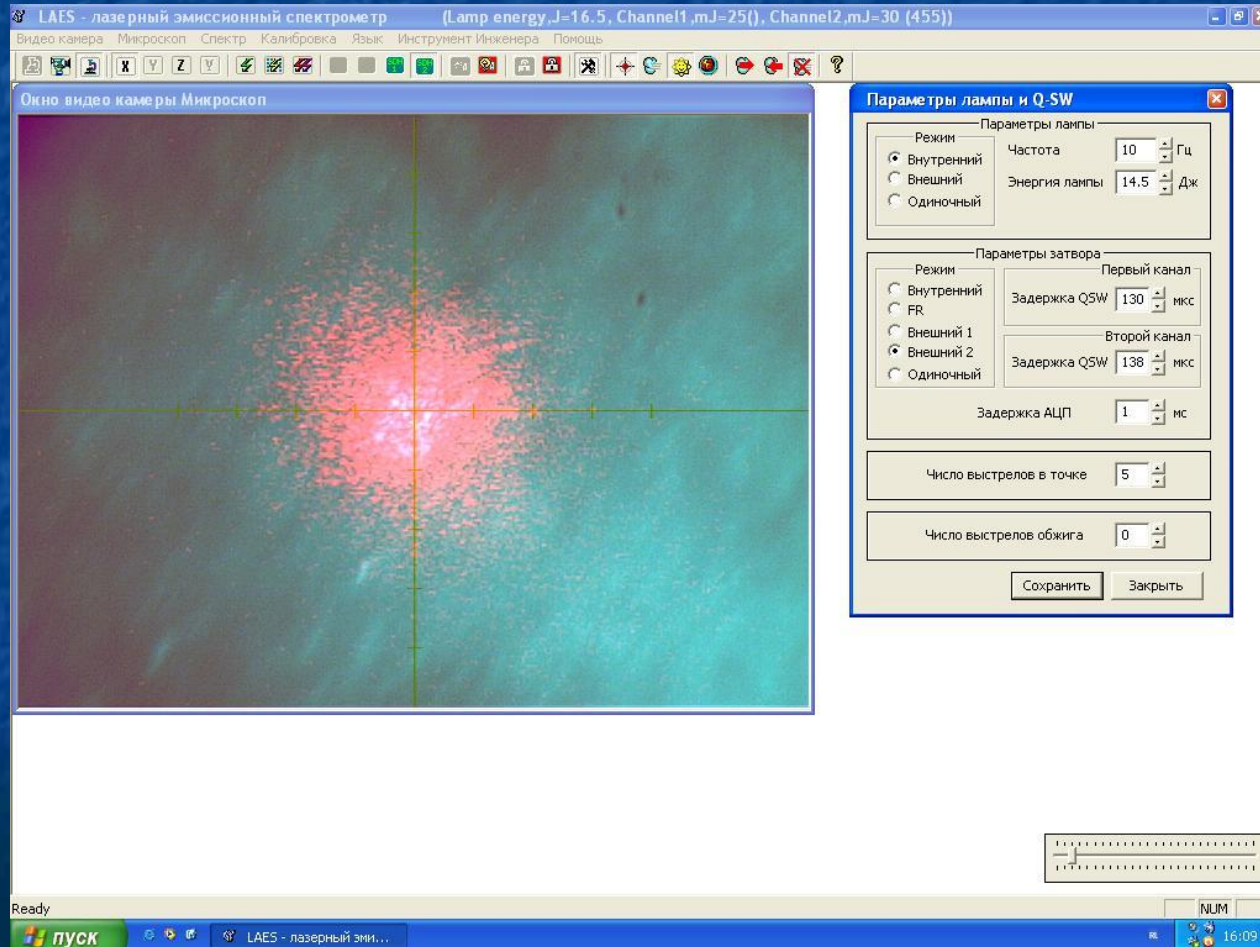 LAES - лазерный эмиссионный спектрометр (Lamp energy,J=16.5, Channel1,mJ=25(), Channel2,mJ=30 (455))
Видео камера Микроскоп Спектр Калибровка Язык Инструмент Инженера Помощь
X Y Z
Окно видео камеры Микроскоп
Параметры лампы и Q-SW
Параметры лампы
Режим
Внутренний
Внешний
Одиночный
Частота 10 Гц
Энергия лампы 14.5 Дж
Параметры затвора
Режим
Внутренний
FR
Внешний 1
Внешний 2
Одиночный
Первый канал
Задержка QSW 130 мкс
Второй канал
Задержка QSW 138 мкс
Задержка АЦП 1 мс
Число выстрелов в точке 5
Число выстрелов обжига 0
Сохранить Закрыть
Ready NUM
пуск LAES - лазерный эми... 16:09